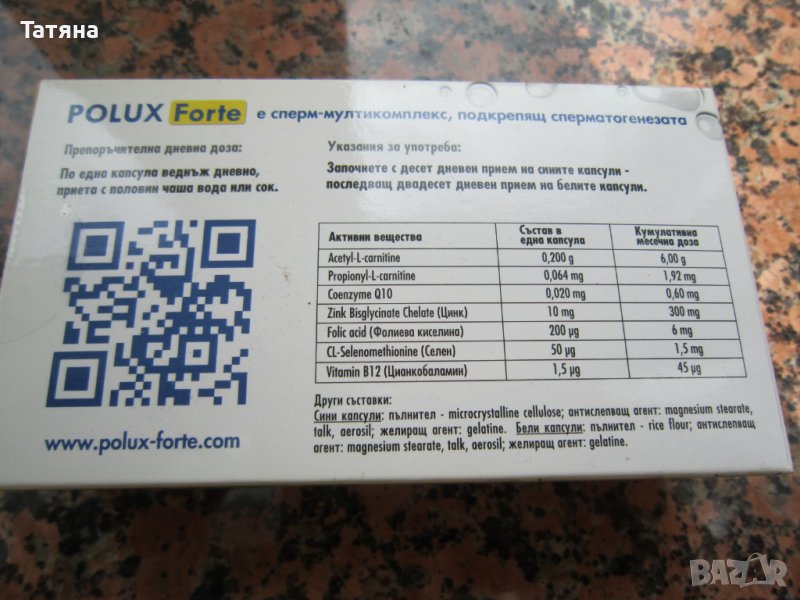 Татяна
POLUX Forte е сперм-мултикомплекс, подкрепящ сперматогенезата
Препоръчителна дневна доза:
По една капсула веднъж дневно,
приета с половин чаша вода или сок.
Указания за употреба:
Започнете с десет дневен прием на сините капсули -
последващ двадесет дневен прием на белите капсули.
Активни вещества Състав в една капсула Кумулативна месечна доза
Acetyl-L-carnitine 0,200 g 6,00 g
Propionyl-L-carnitine 0,064 mg 1,92 mg
Coenzyme Q10 0,020 mg 0,60 mg
Zink Bisglycinate Chelate (Цинк) 10 mg 300 mg
Folic acid (Фолиева киселина) 200 µg 6 mg
CL-Selenomethionine (Селен) 50 µg 1,5 mg
Vitamin B12 (Цианкобаламин) 1,5 µg 45 µg
Други съставки:
Сини капсули: пълнител - microcrystalline cellulose; антислепващ агент: magnesium stearate,
talk, aerosil; желиращ агент: gelatine. Бели капсули: пълнител - rice flour; антислепващ
агент: magnesium stearate, talk, aerosil; желиращ агент: gelatine.
www.polux-forte.com
BAZAR